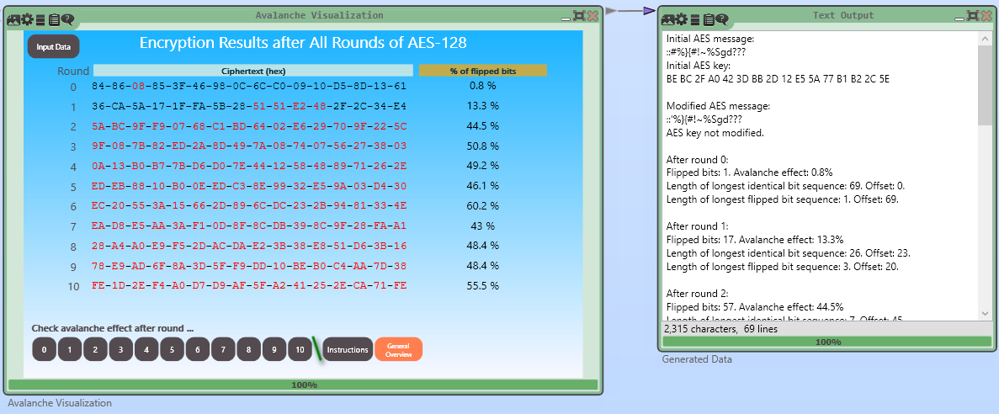 Avalanche Visualization
Input Data
Encryption Results after All Rounds of AES-128
Round Ciphertext (hex) % of flipped bits
0 84-86-08-85-3F-46-98-0C-6C-C0-09-10-D5-8D-13-61 0.8 %
1 36-CA-5A-17-1F-FA-5B-28-51-51-E2-48-2F-2C-34-E4 13.3 %
2 5A-BC-9F-F9-07-68-C1-BD-64-02-E6-29-70-9F-22-5C 44.5 %
3 9F-08-7B-82-ED-2A-8D-49-7A-08-74-07-56-27-38-03 50.8 %
4 0A-13-B0-B7-7B-D6-D0-7E-44-12-58-48-89-71-26-2E 49.2 %
5 ED-EB-88-10-B0-0E-ED-C3-8E-99-32-E5-9A-03-D4-30 46.1 %
6 EC-20-55-3A-15-66-2D-89-6C-DC-23-2B-94-81-33-4E 60.2 %
7 EA-D8-E5-AA-3A-F1-0D-8F-8C-DB-39-8C-9F-28-FA-A1 43 %
8 28-A4-A0-E9-F5-2D-AC-DA-E2-3B-38-E8-51-D6-3B-16 48.4 %
9 78-E9-AD-6F-8A-3D-5F-F9-DD-10-BE-B0-C4-AA-7D-38 48.4 %
10 FE-1D-2E-F4-A0-D7-D9-AF-5F-A2-41-25-2E-CA-71-FE 55.5 %
Check avalanche effect after round ...
0 1 2 3 4 5 6 7 8 9 10 Instructions General Overview
100%
Avalanche Visualization
Text Output
Initial AES message:
::#%}{#!~%Sgd???
Initial AES key:
BE BC 2F A0 42 3D BB 2D 12 E5 5A 77 B1 B2 2C 5E
Modified AES message:
::'%}{#!~%Sgd???
AES key not modified.
After round 0:
Flipped bits: 1. Avalanche effect: 0.8%
Length of longest identical bit sequence: 69. Offset: 0.
Length of longest flipped bit sequence: 1. Offset: 69.
After round 1:
Flipped bits: 17. Avalanche effect: 13.3%
Length of longest identical bit sequence: 26. Offset: 23.
Length of longest flipped bit sequence: 3. Offset: 20.
After round 2:
Flipped bits: 57. Avalanche effect: 44.5%
Length of longest identical bit sequence: 7. Offset: 45.
2,315 characters, 69 lines
100%
Generated Data